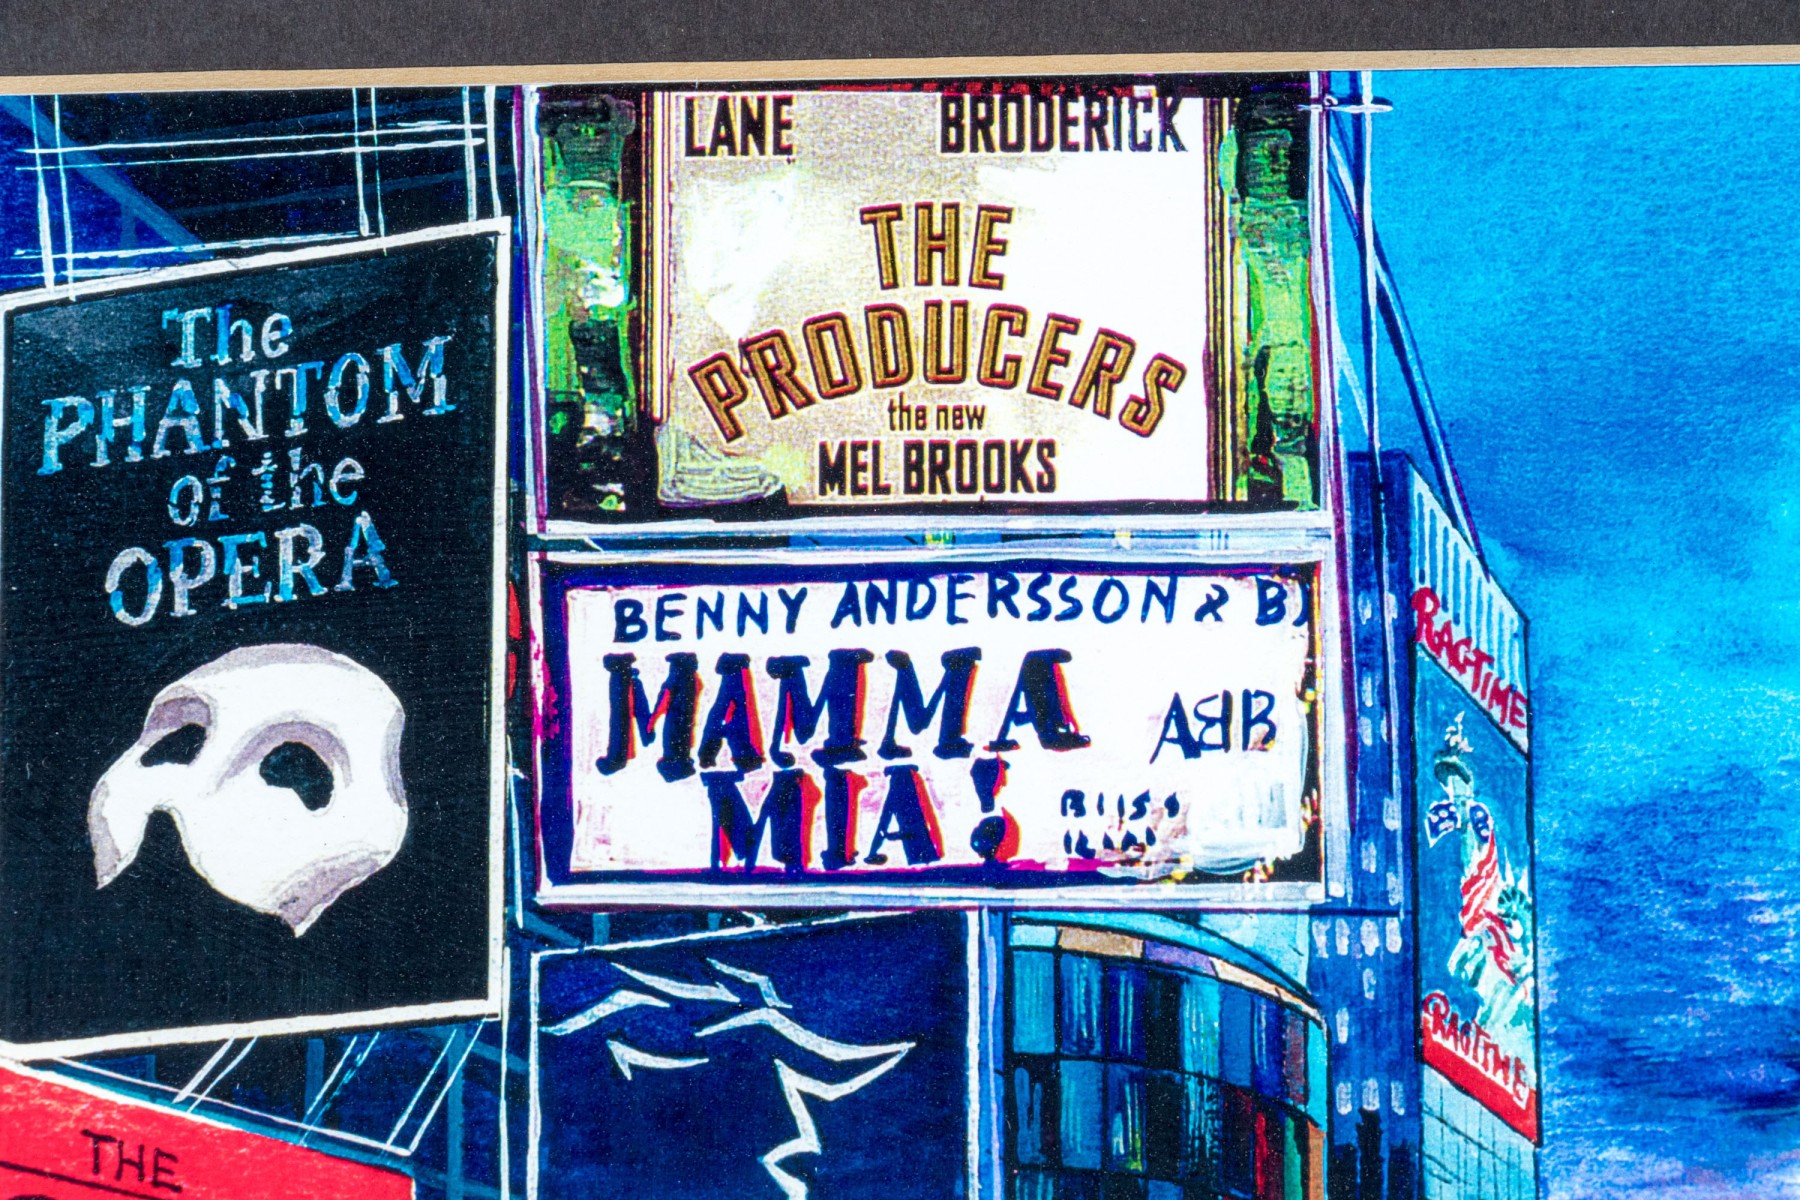 The
PHANTOM
of the
OPERA
LANE BRODERICK
THE
PRODUCERS
the new
MEL BROOKS
BENNY ANDERSSON & B
MAMMA
MIA!
ABB
RAGTIME
RAGTIME
THE